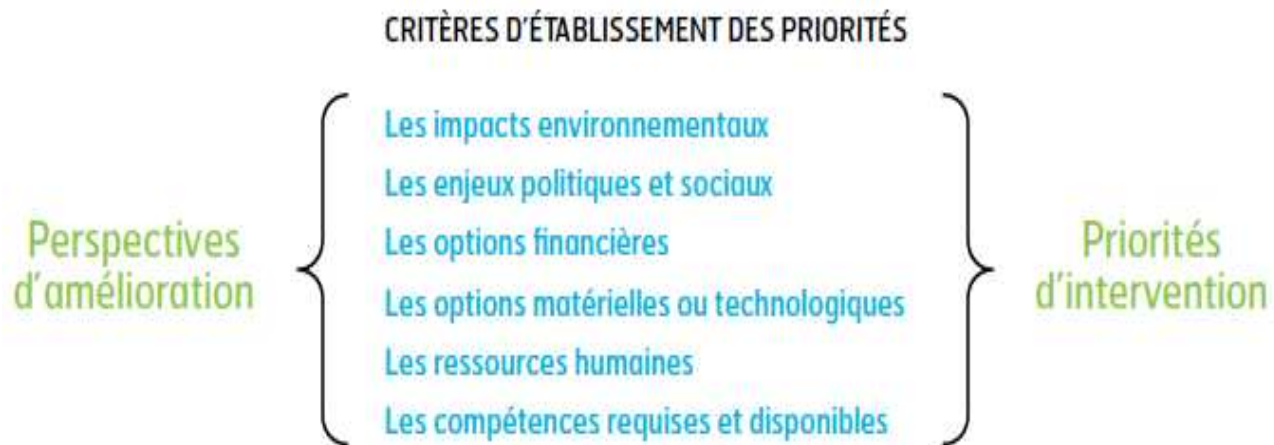 CRITÈRES D'ÉTABLISSEMENT DES PRIORITÉS
Perspectives
d'amélioration
Les impacts environnementaux
Les enjeux politiques et sociaux
Les options financières
Les options matérielles ou technologiques
Les ressources humaines
Les compétences requises et disponibles
Priorités
d'intervention